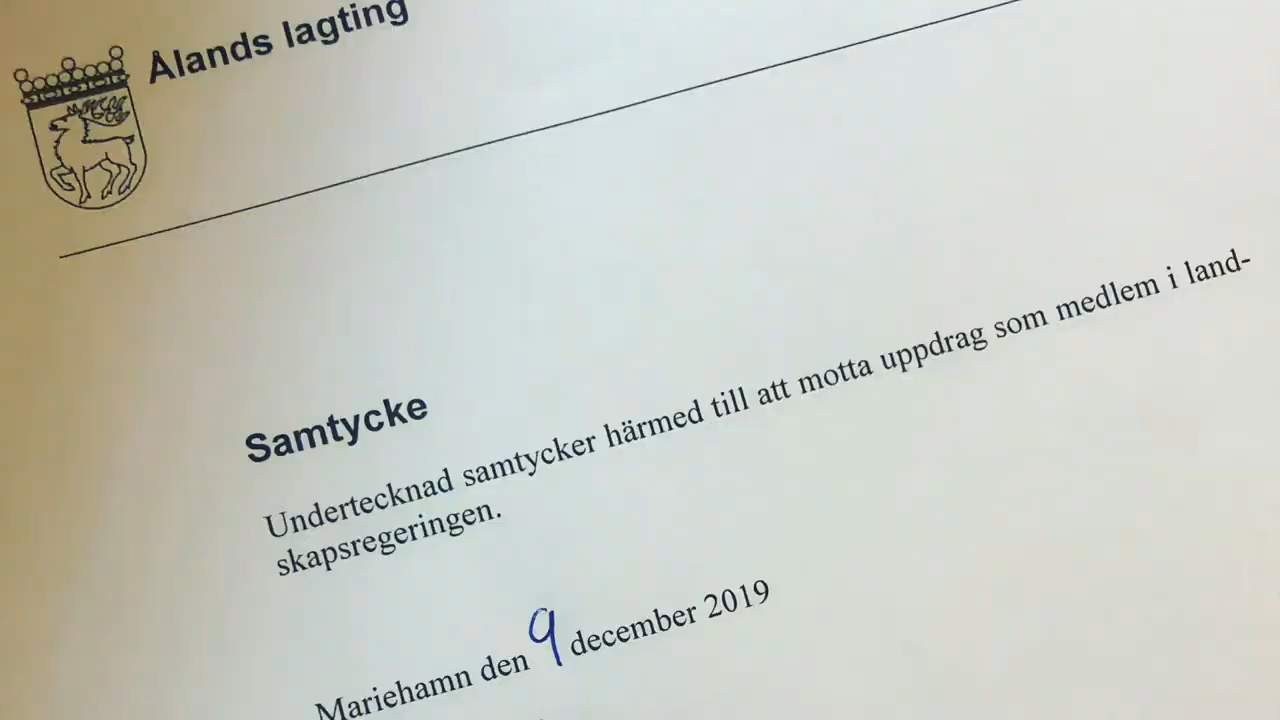 Ålands lagting
Samtycke
Undertecknad samtycker härmed till att motta uppdrag som medlem i land-
skapsregeringen.
Mariehamn den 9 december 2019